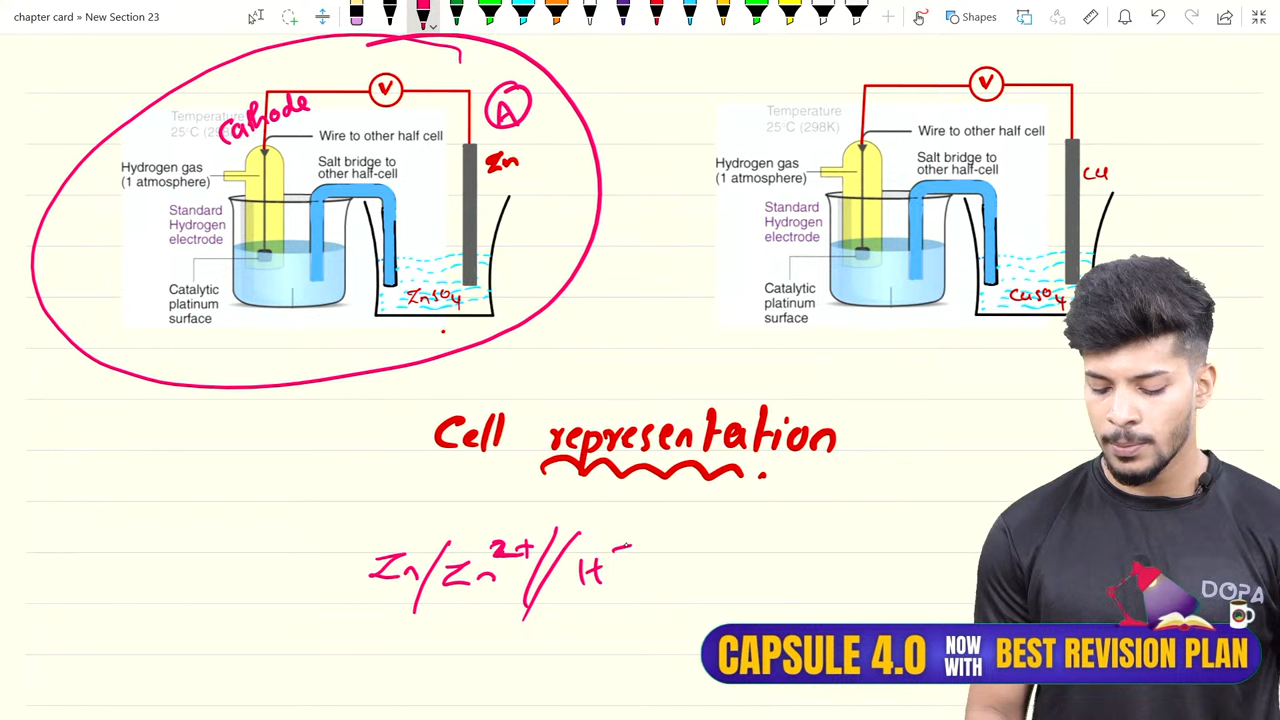 chapter card » New Section 23
Shapes
Temperature
25°C (298K)
Cathode
V
A
Wire to other half cell
Zn
Hydrogen gas
(1 atmosphere)
Salt bridge to
other half-cell
Standard
Hydrogen
electrode
Catalytic
platinum
surface
ZnSO4
Temperature
25°C (298K)
V
Wire to other half cell
Cu
Hydrogen gas
(1 atmosphere)
Salt bridge to
other half-cell
Standard
Hydrogen
electrode
Catalytic
platinum
surface
CuSO4
Cell representation
Zn/Zn2+//H
DOPA
CAPSULE 4.0 NOW WITH BEST REVISION PLAN